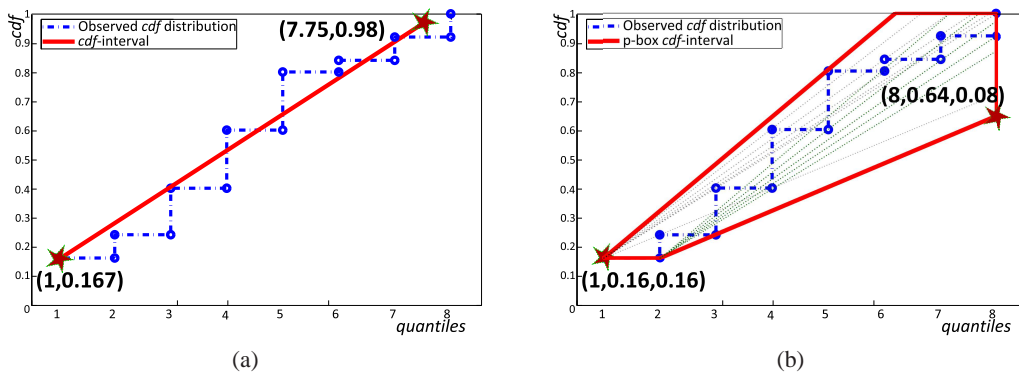 cdf
1
0.9
0.8
0.7
0.6
0.5
0.4
0.3
0.2
0.1
0
Observed cdf distribution
cdf-interval
(7.75,0.98)
(1,0.167)
1 2 3 4 5 6 7 8
quantiles
(a)
cdf
1
0.9
0.8
0.7
0.6
0.5
0.4
0.3
0.2
0.1
0
Observed cdf distribution
p-box cdf-interval
(8,0.64,0.08)
(1,0.16,0.16)
1 2 3 4 5 6 7 8
quantiles
(b)